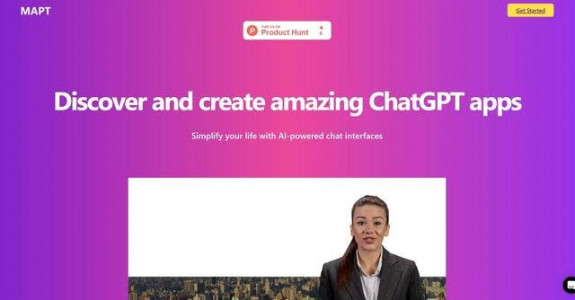 MAPT
Get Started
FIND US ON
Product Hunt
Discover and create amazing ChatGPT apps
Simplify your life with AI-powered chat interfaces